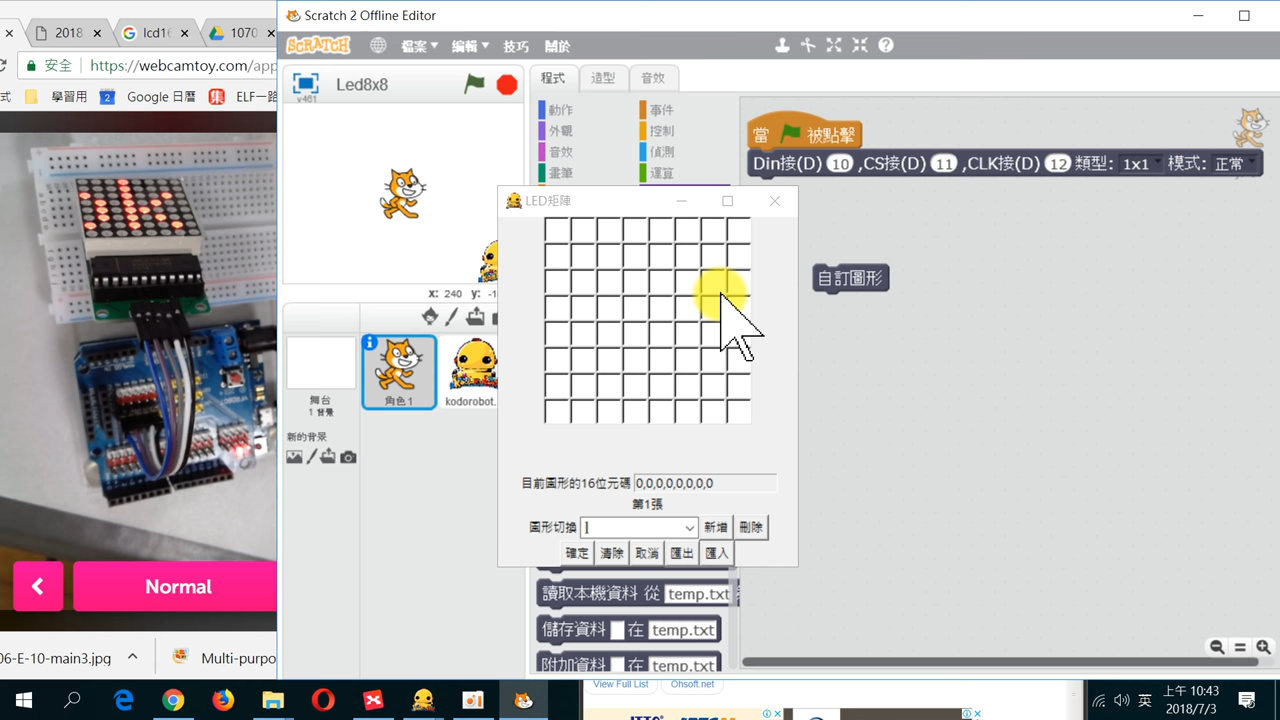 Scratch 2 Offline Editor
2018
lcd16
1070
SCRATCH
檔案
編輯
技巧
關於
安全
https://webcamtoy.com/app
式
學習用
2
Google 日曆
集
ELF一路
v461
Led8x8
程式
造型
音效
動作
外觀
音效
畫筆
事件
控制
偵測
運算
當 被點擊
Din接(D) 10 ,CS接(D) 11 ,CLK接(D) 12 類型: 1x1 模式: 正常
LED矩陣
自訂圖形
x: 240 y: -1
舞台
1 背景
新的背景
角色1
kodorobot.
目前圖形的16位元碼 0,0,0,0,0,0,0,0
第1張
圖形切換 1 新增 刪除
確定 清除 取消 匯出 匯入
讀取本機資料 從 temp.txt
儲存資料 在 temp.txt
附加資料 在 temp.txt
Normal
06-E-10-main3.jpg
Multi-purpo
View Full List
Ohsoft.net
英
上午 10:43
2018/7/3